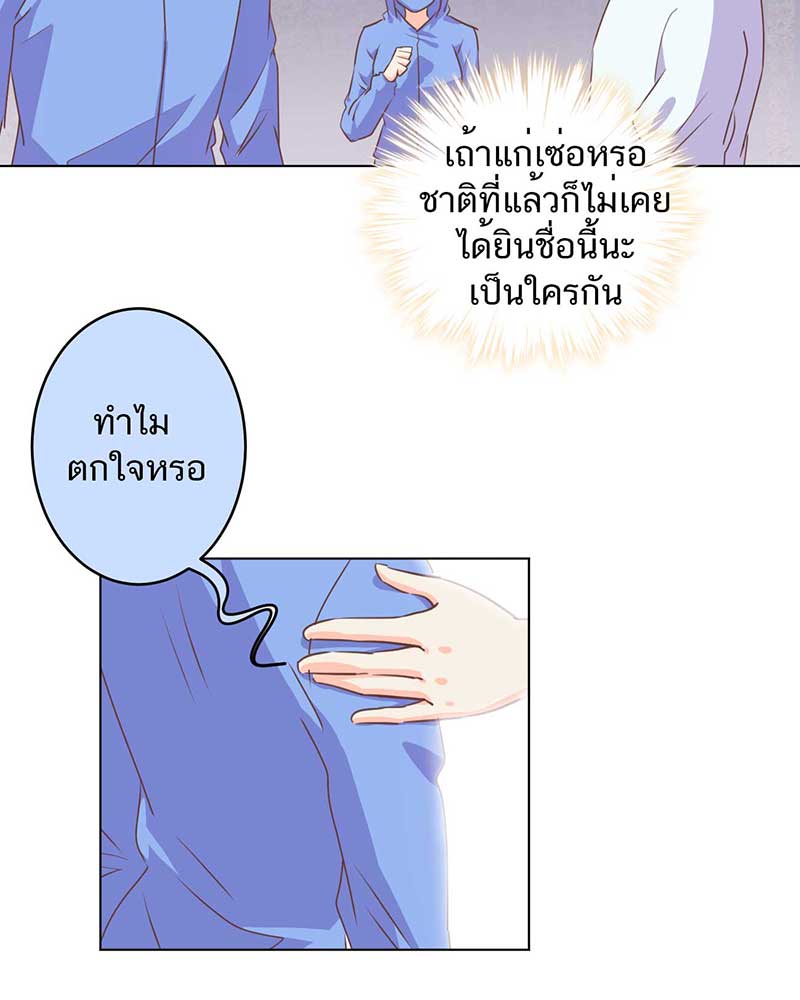 เถ้าแก่เซ่อหรอ
ชาติที่แล้วก็ไม่เคย
ได้ยินชื่อนี้นะ
เป็นใครกัน
ทำไม
ตกใจหรอ